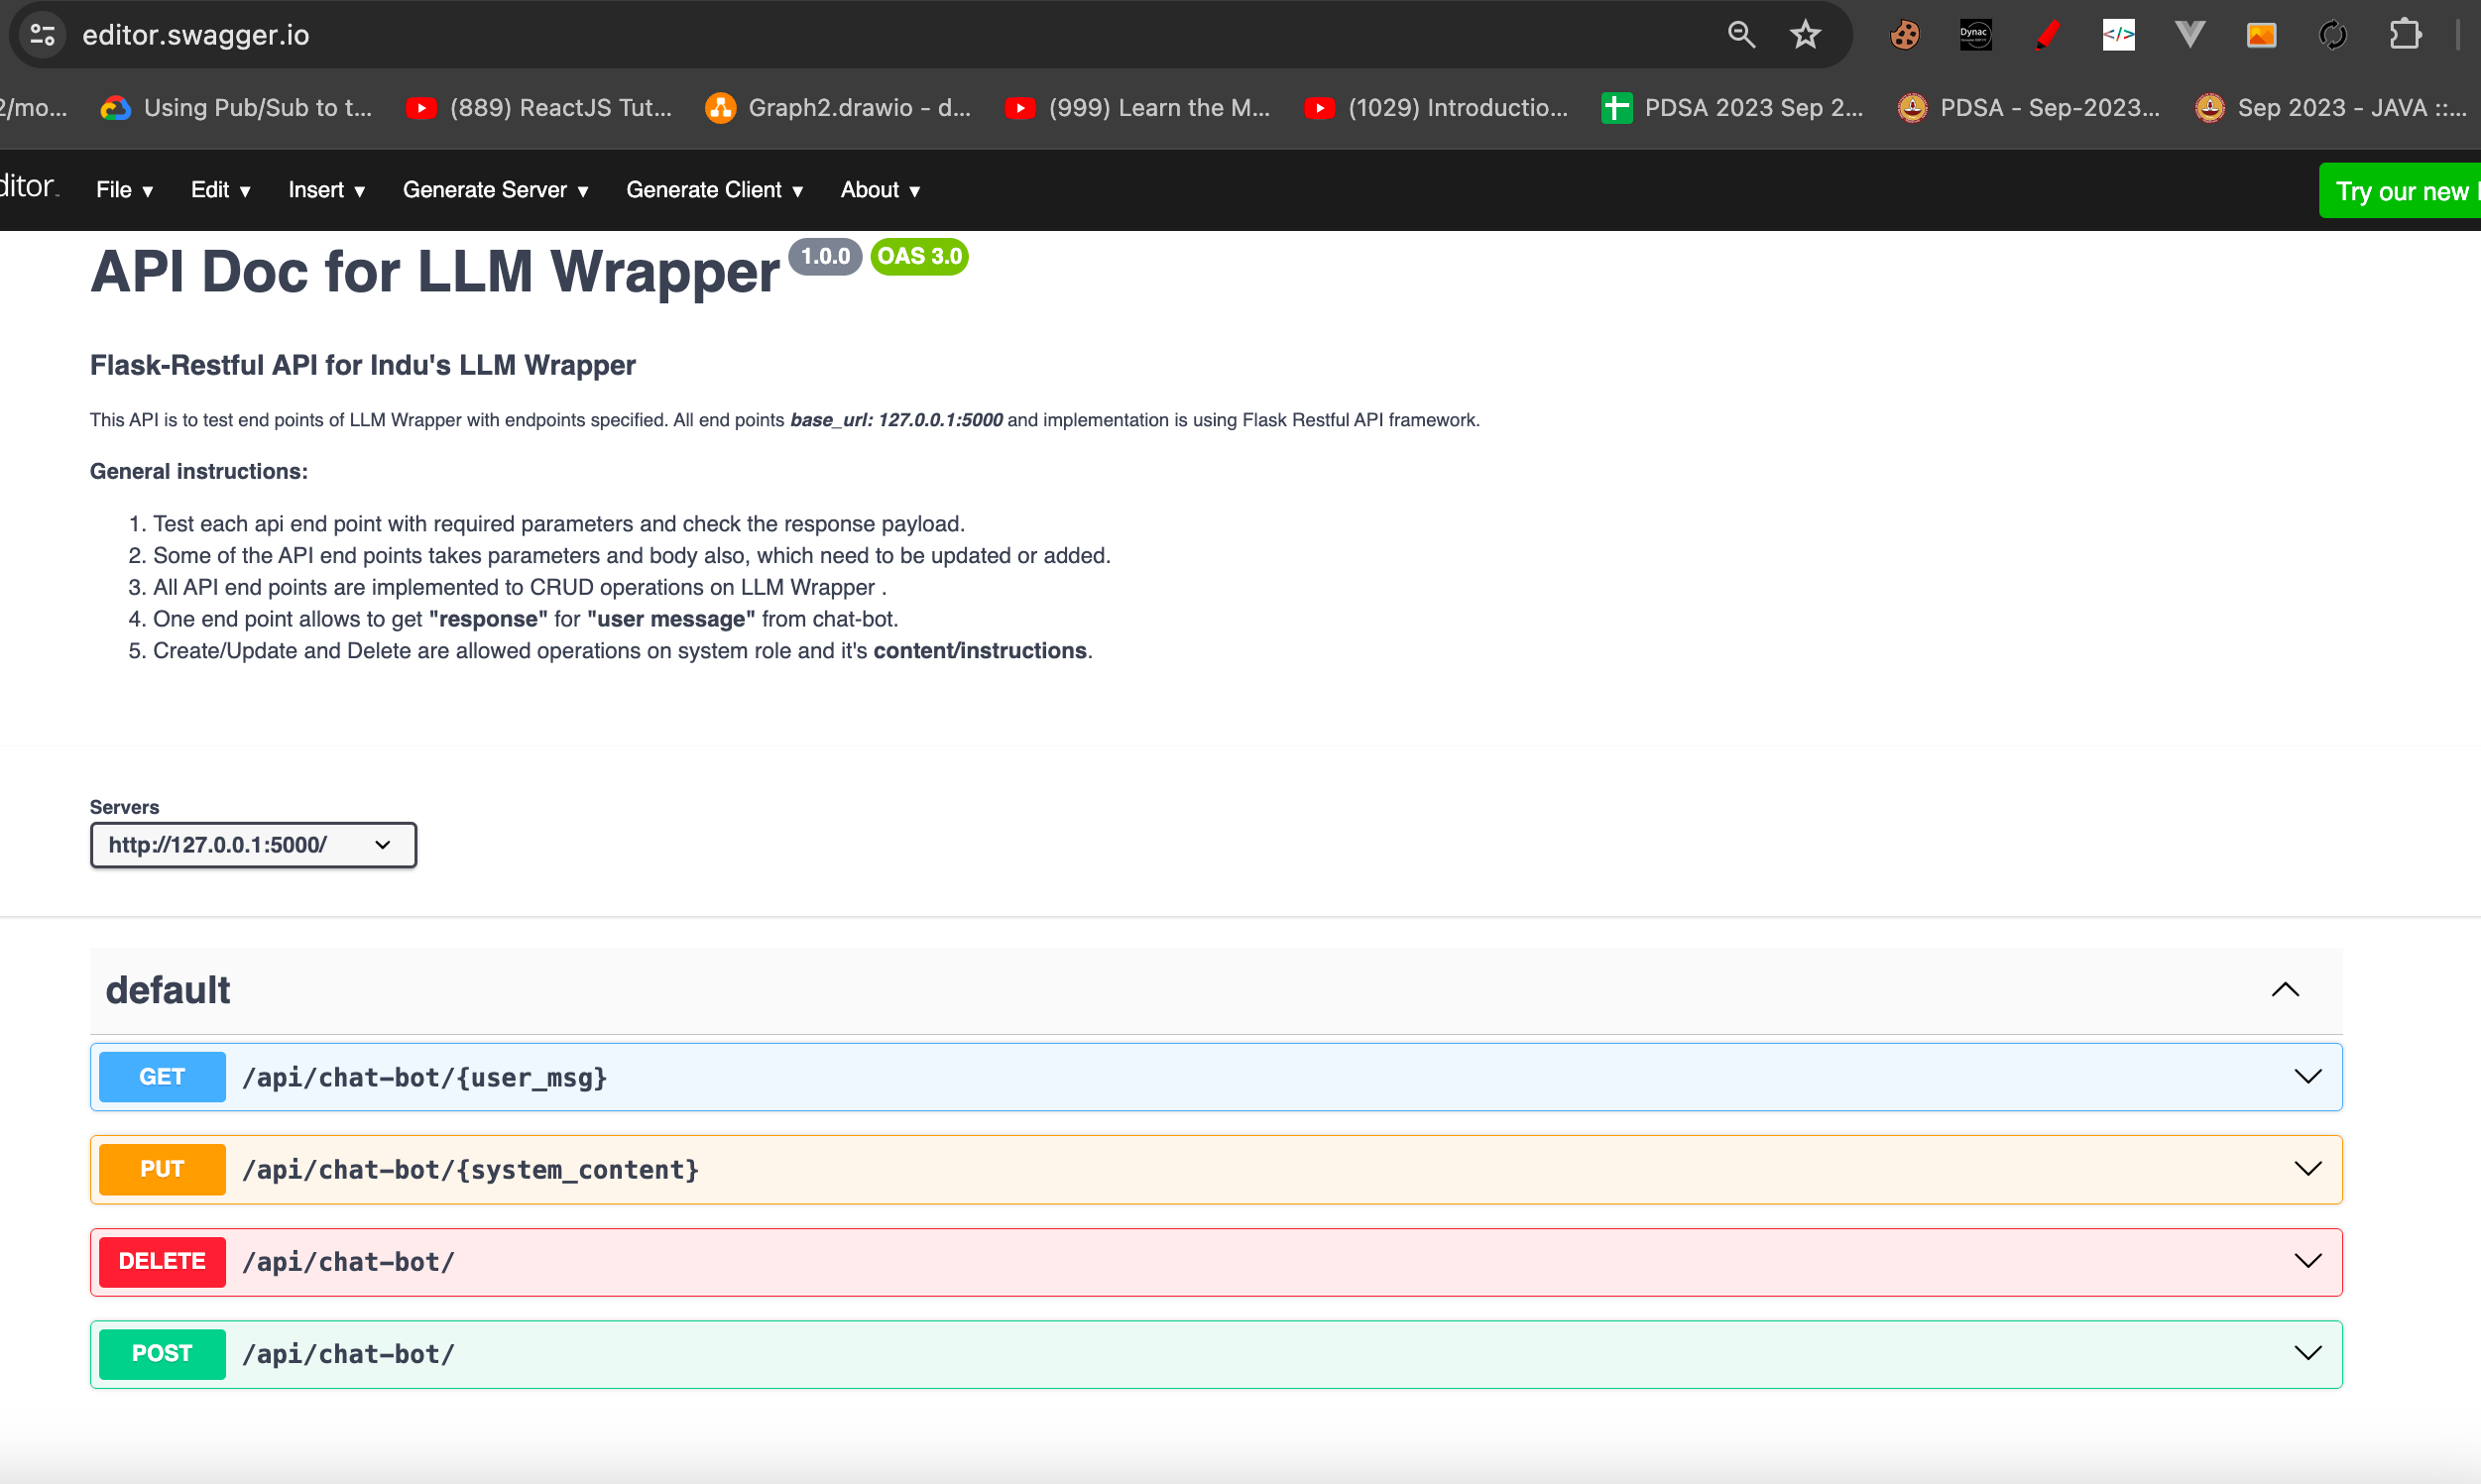 editor.swagger.io
2/mo...
Using Pub/Sub to t...
(889) ReactJS Tut...
Graph2.drawio - d...
(999) Learn the M...
(1029) Introductio...
PDSA 2023 Sep 2...
PDSA - Sep-2023...
Sep 2023 - JAVA ::...
Dynac
</>
ditor
File ▼
Edit ▼
Insert ▼
Generate Server ▼
Generate Client ▼
About ▼
Try our new
API Doc for LLM Wrapper 1.0.0 OAS 3.0
Flask-Restful API for Indu's LLM Wrapper
This API is to test end points of LLM Wrapper with endpoints specified. All end points base_url: 127.0.0.1:5000 and implementation is using Flask Restful API framework.
General instructions:
1. Test each api end point with required parameters and check the response payload.
2. Some of the API end points takes parameters and body also, which need to be updated or added.
3. All API end points are implemented to CRUD operations on LLM Wrapper .
4. One end point allows to get "response" for "user message" from chat-bot.
5. Create/Update and Delete are allowed operations on system role and it's content/instructions.
Servers
http://127.0.0.1:5000/
default
GET /api/chat-bot/{user_msg}
PUT /api/chat-bot/{system_content}
DELETE /api/chat-bot/
POST /api/chat-bot/